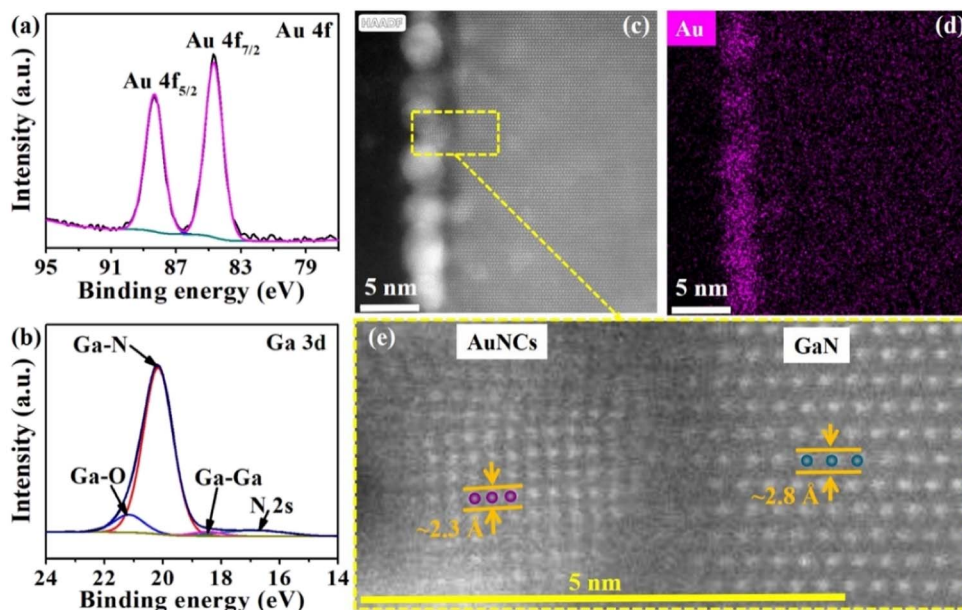 (a)
Au 4f
Au 4f7/2
Au 4f5/2
Intensity (a.u.)
95 91 87 83 79
Binding energy (eV)
HAADF
(c)
5 nm
Au
(d)
5 nm
(b)
Ga 3d
Ga-N
Ga-O
Ga-Ga
N 2s
Intensity (a.u.)
24 22 20 18 16 14
Binding energy (eV)
(e)
AuNCs
GaN
~2.3 Å
~2.8 Å
5 nm